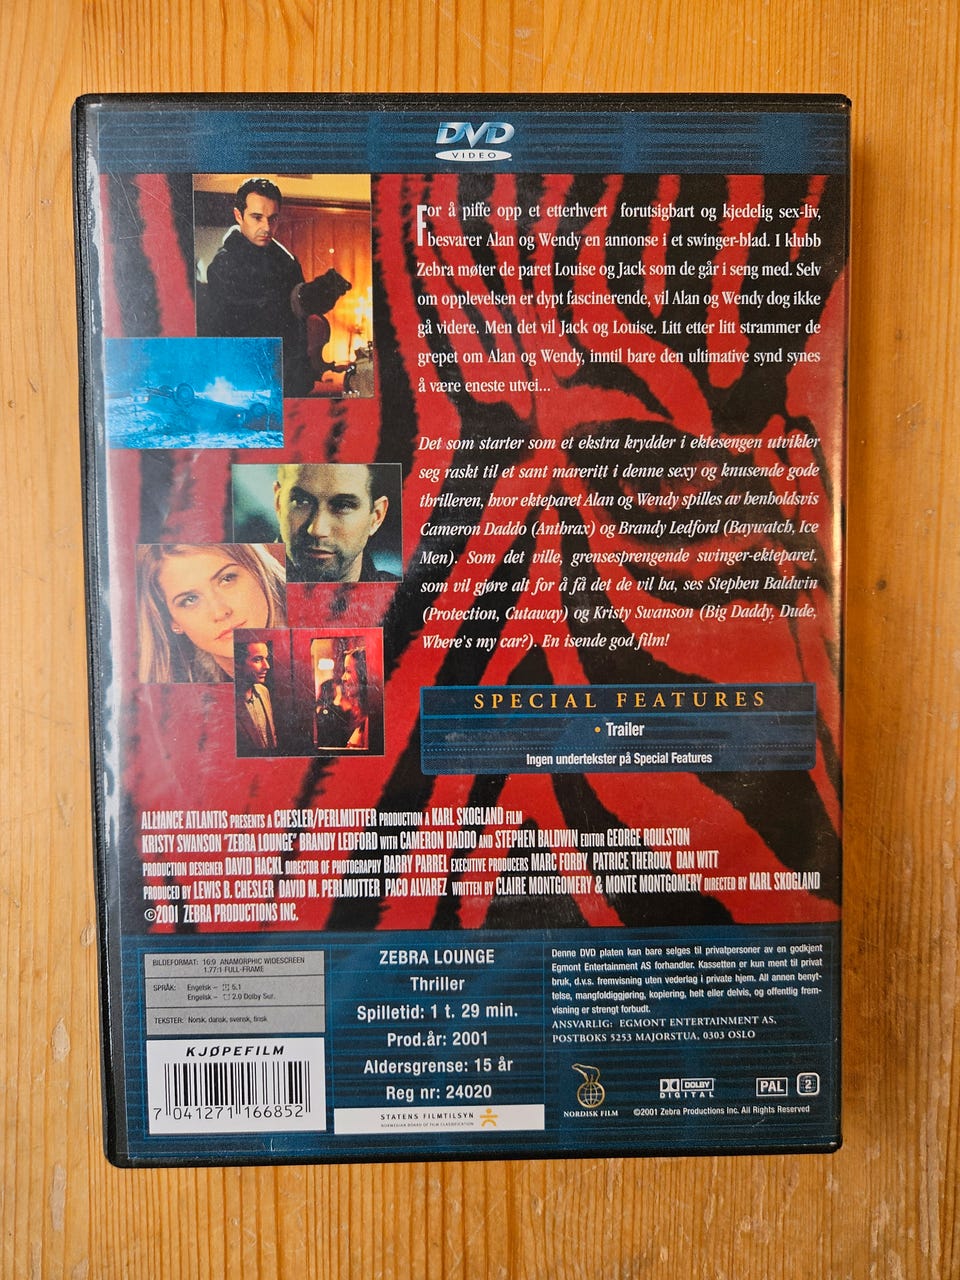 DVD
VIDEO
For å piffe opp et etterhvert forutsigbart og kjedelig sex-liv,
besvarer Alan og Wendy en annonse i et swinger-blad. I klubb
Zebra møter de paret Louise og Jack som de går i seng med. Selv
om opplevelsen er dypt fascinerende, vil Alan og Wendy dog ikke
gå videre. Men det vil Jack og Louise. Litt etter litt strammer de
grepet om Alan og Wendy, inntil bare den ultimative synd synes
å være eneste utvei...
Det som starter som et ekstra krydder i ektesengen utvikler
seg raskt til et sant mareritt i denne sexy og knusende gode
thrilleren, hvor ekteparet Alan og Wendy spilles av henholdsvis
Cameron Daddo (Anthrax) og Brandy Ledford (Baywatch, Ice
Men). Som det ville, grensesprengende swinger-ekteparet,
som vil gjøre alt for å få det de vil ha, ses Stephen Baldwin
(Protection, Cutaway) og Kristy Swanson (Big Daddy, Dude,
Where's my car?). En isende god film!
SPECIAL FEATURES
• Trailer
Ingen undertekster på Special Features
ALLIANCE ATLANTIS PRESENTS A CHESLER/PERLMUTTER PRODUCTION A KARL SKOGLAND FILM
KRISTY SWANSON "ZEBRA LOUNGE" BRANDY LEDFORD WITH CAMERON DADDO AND STEPHEN BALDWIN EDITOR GEORGE ROULSTON
PRODUCTION DESIGNER DAVID HACKL DIRECTOR OF PHOTOGRAPHY BARRY PARREL EXECUTIVE PRODUCERS MARC FORBY PATRICE THEROUX DAN WITT
PRODUCED BY LEWIS B. CHESLER DAVID M. PERLMUTTER PACO ALVAREZ WRITTEN BY CLAIRE MONTGOMERY & MONTE MONTGOMERY DIRECTED BY KARL SKOGLAND
©2001 ZEBRA PRODUCTIONS INC.
BILDEFORMAT: 16:9 ANAMORPHIC WIDESCREEN
1.77:1 FULL-FRAME
SPRÅK: Engelsk – 5.1
Engelsk – 2.0 Dolby Sur.
TEKSTER: Norsk, dansk, svensk, finsk
KJØPEFILM
7 041271 166852
ZEBRA LOUNGE
Thriller
Spilletid: 1 t. 29 min.
Prod.år: 2001
Aldersgrense: 15 år
Reg nr: 24020
STATENS FILMTILSYN
NORWEGIAN BOARD OF FILM CLASSIFICATION
Denne DVD platen kan bare selges til privatpersoner av en godkjent
Egmont Entertainment AS forhandler. Kassetten er kun ment til privat
bruk, d.v.s. fremvisning uten vederlag i private hjem. All annen beny-
telse, mangfoldiggjøring, kopiering, helt eller delvis, og offentlig frem-
visning er strengt forbudt.
ANSVARLIG: EGMONT ENTERTAINMENT AS,
POSTBOKS 5253 MAJORSTUA, 0303 OSLO
NORDISK FILM
DOLBY
DIGITAL
PAL
2
©2001 Zebra Productions Inc. All Rights Reserved